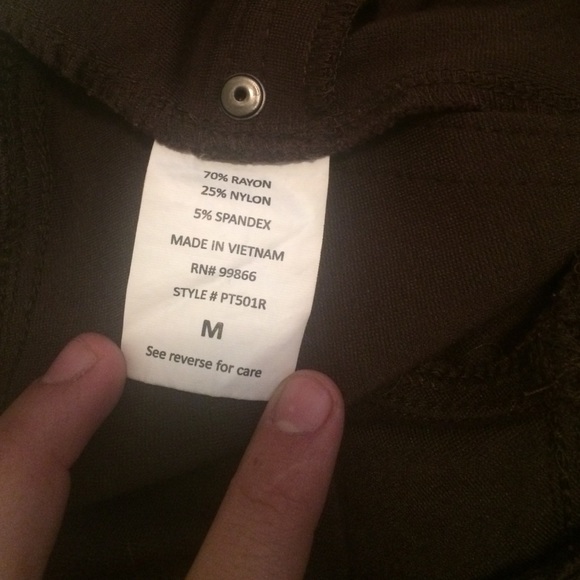 70% RAYON
25% NYLON
5% SPANDEX
MADE IN VIETNAM
RN# 99866
STYLE # PT501R
M
See reverse for care